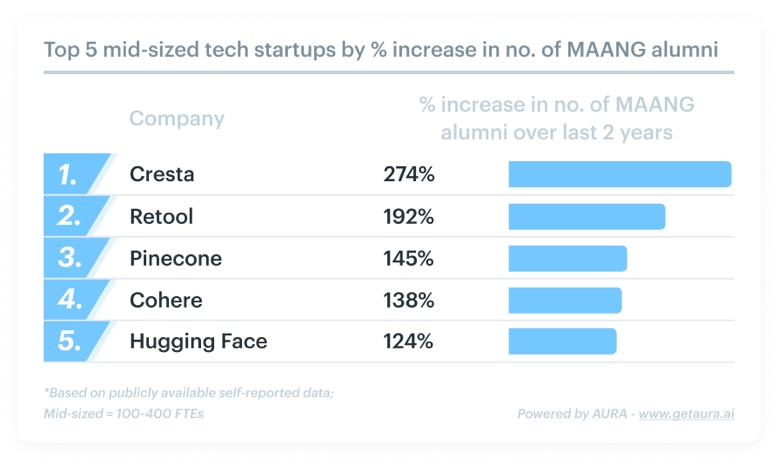 Top 5 mid-sized tech startups by % increase in no. of MAANG alumni
Company
% increase in no. of MAANG
alumni over last 2 years
1. Cresta 274%
2. Retool 192%
3. Pinecone 145%
4. Cohere 138%
5. Hugging Face 124%
*Based on publicly available self-reported data;
Mid-sized = 100-400 FTEs
Powered by AURA - www.getaura.ai